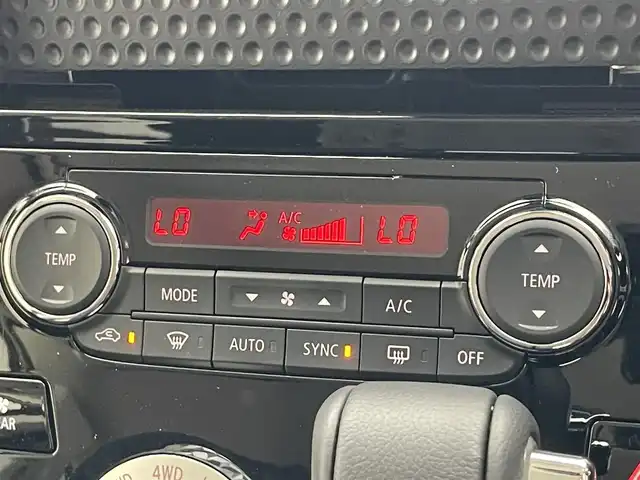 LO A/C LO
TEMP
TEMP
MODE
A/C
AUTO
SYNC
OFF
4WD